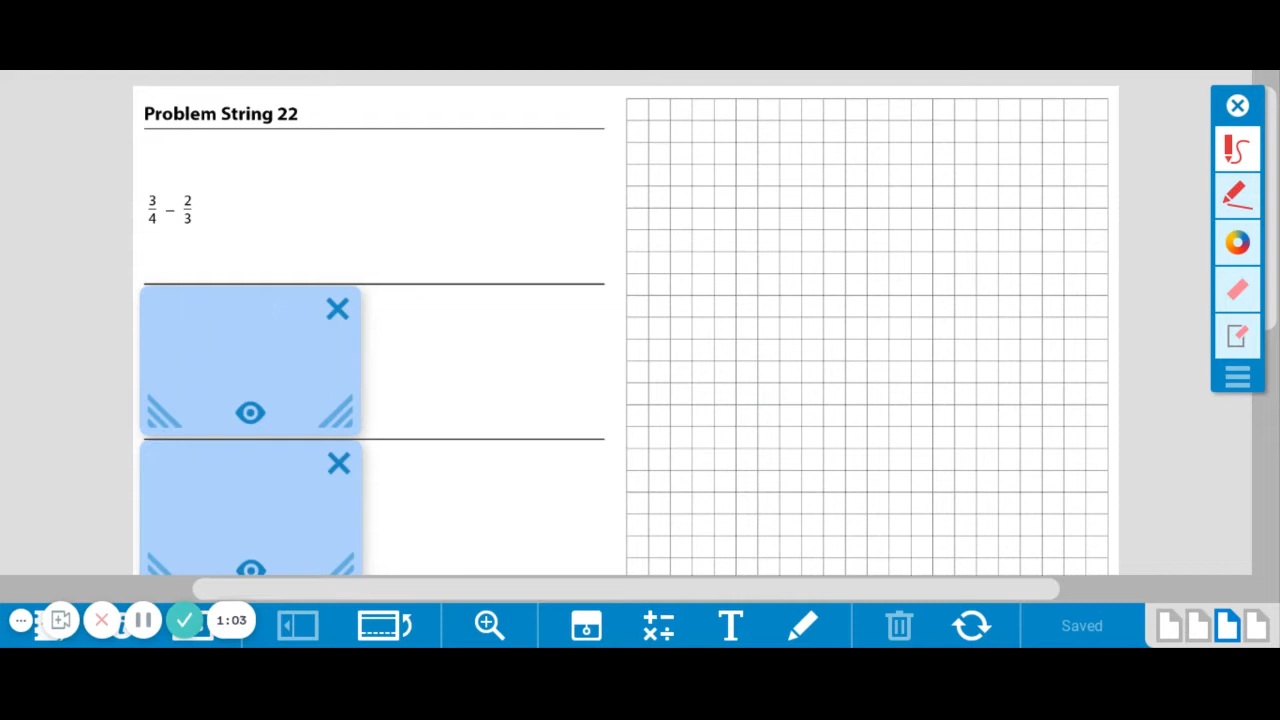 Problem String 22
3/4 – 2/3
1:03
T
Saved